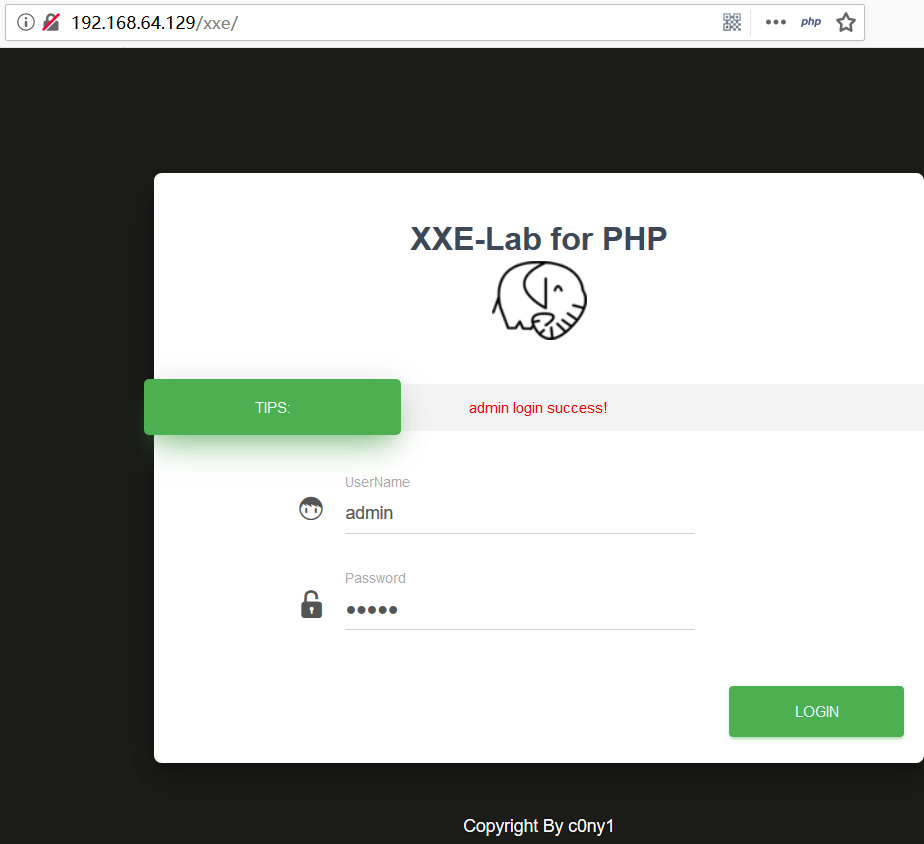 192.168.64.129/xxe/
php
XXE-Lab for PHP
TIPS:
admin login success!
UserName
admin
Password
●●●●●
LOGIN
Copyright By c0ny1